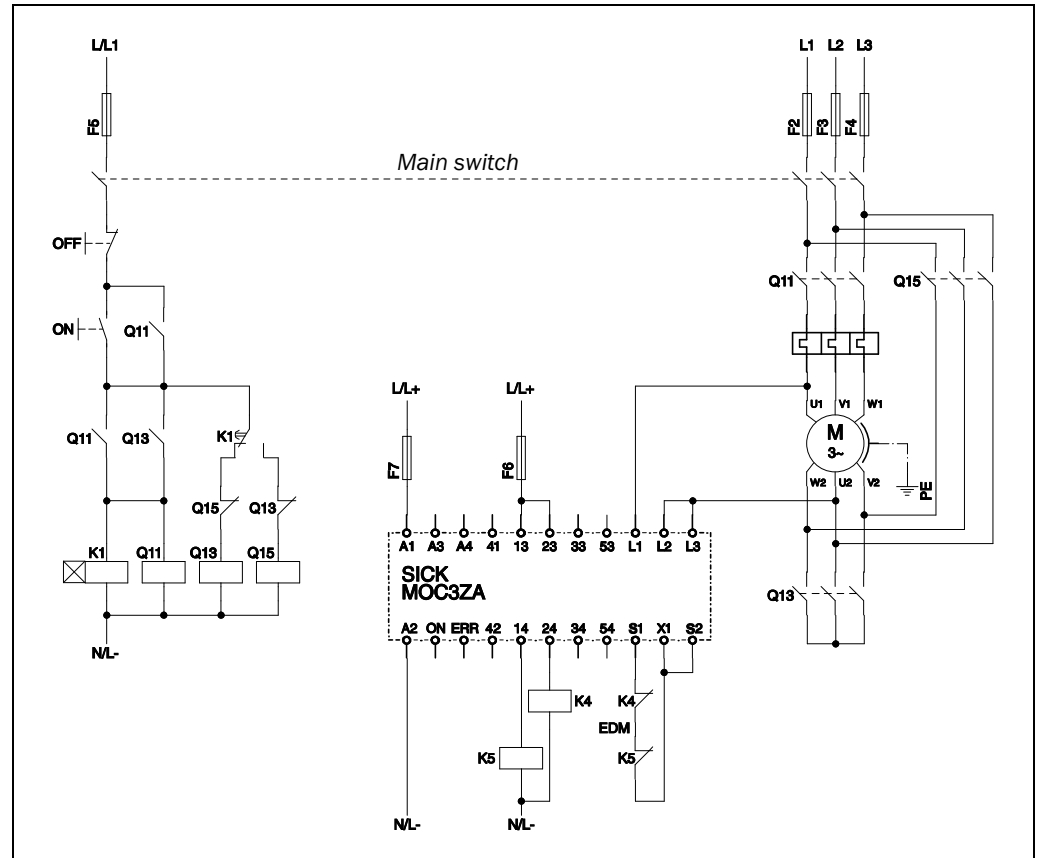 L/L1
L1 L2 L3
F5
F2
F3
F4
Main switch
OFF
Q11
Q15
ON
Q11
L/L+
L/L+
U1
V1
W1
Q11
Q13
K1
M
3~
F7
F6
W2
U2
V2
PE
Q15
Q13
A1 A3 A4 41 13 23 33 53 L1 L2 L3
K1
Q11
Q13
Q15
SICK
MOC3ZA
Q13
A2 ON ERR 42 14 24 34 54 S1 X1 S2
N/L-
K4
K4
EDM
K5
K5
N/L-
N/L-